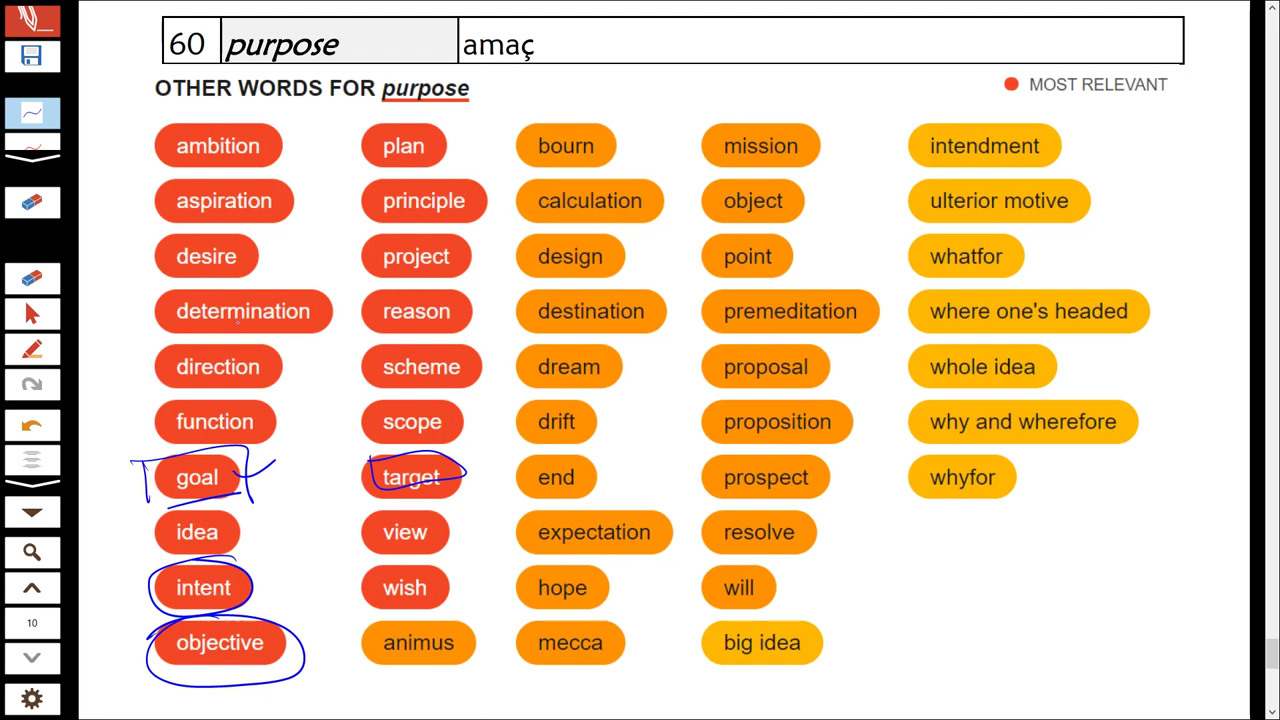 60 purpose amaç
OTHER WORDS FOR purpose
MOST RELEVANT
ambition plan bourn mission intendment
aspiration principle calculation object ulterior motive
desire project design point whatfor
determination reason destination premeditation where one's headed
direction scheme dream proposal whole idea
function scope drift proposition why and wherefore
goal target end prospect whyfor
idea view expectation resolve
intent wish hope will
objective animus mecca big idea
10